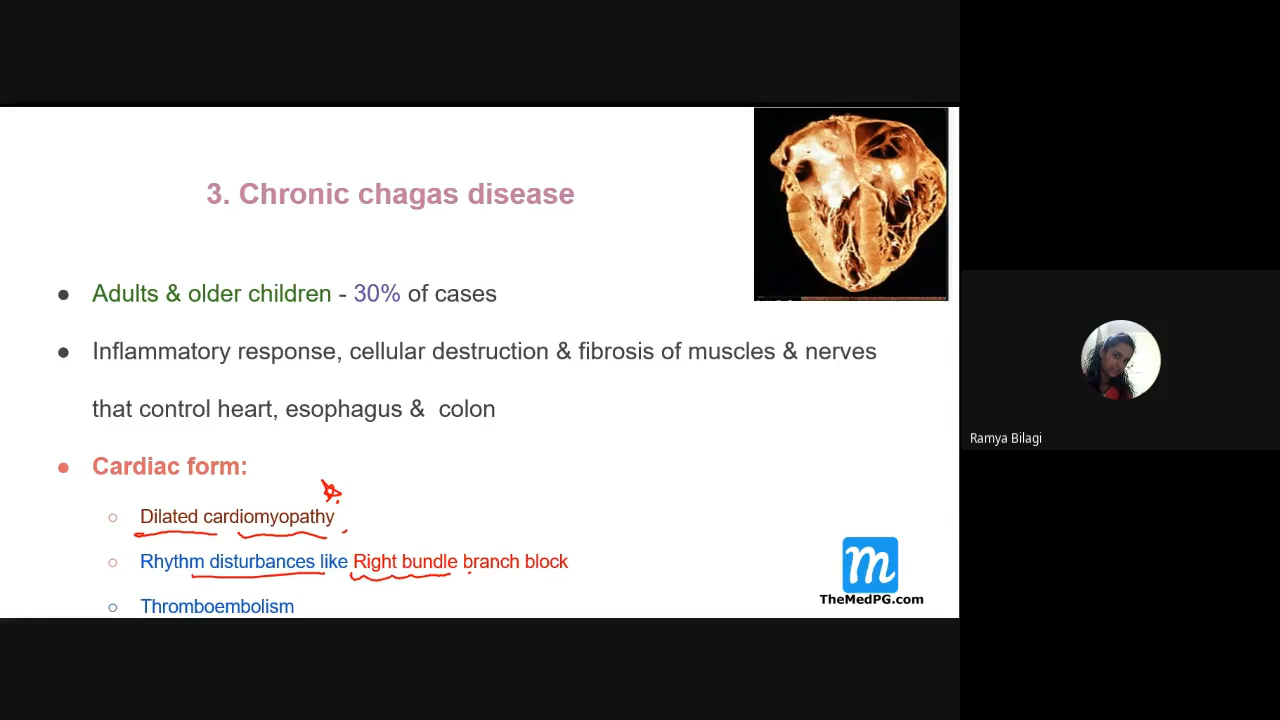 3. Chronic chagas disease
● Adults & older children - 30% of cases
● Inflammatory response, cellular destruction & fibrosis of muscles & nerves
that control heart, esophagus & colon
● Cardiac form:
○ Dilated cardiomyopathy
○ Rhythm disturbances like Right bundle branch block
○ Thromboembolism
m
TheMedPG.com
Ramya Bilagi